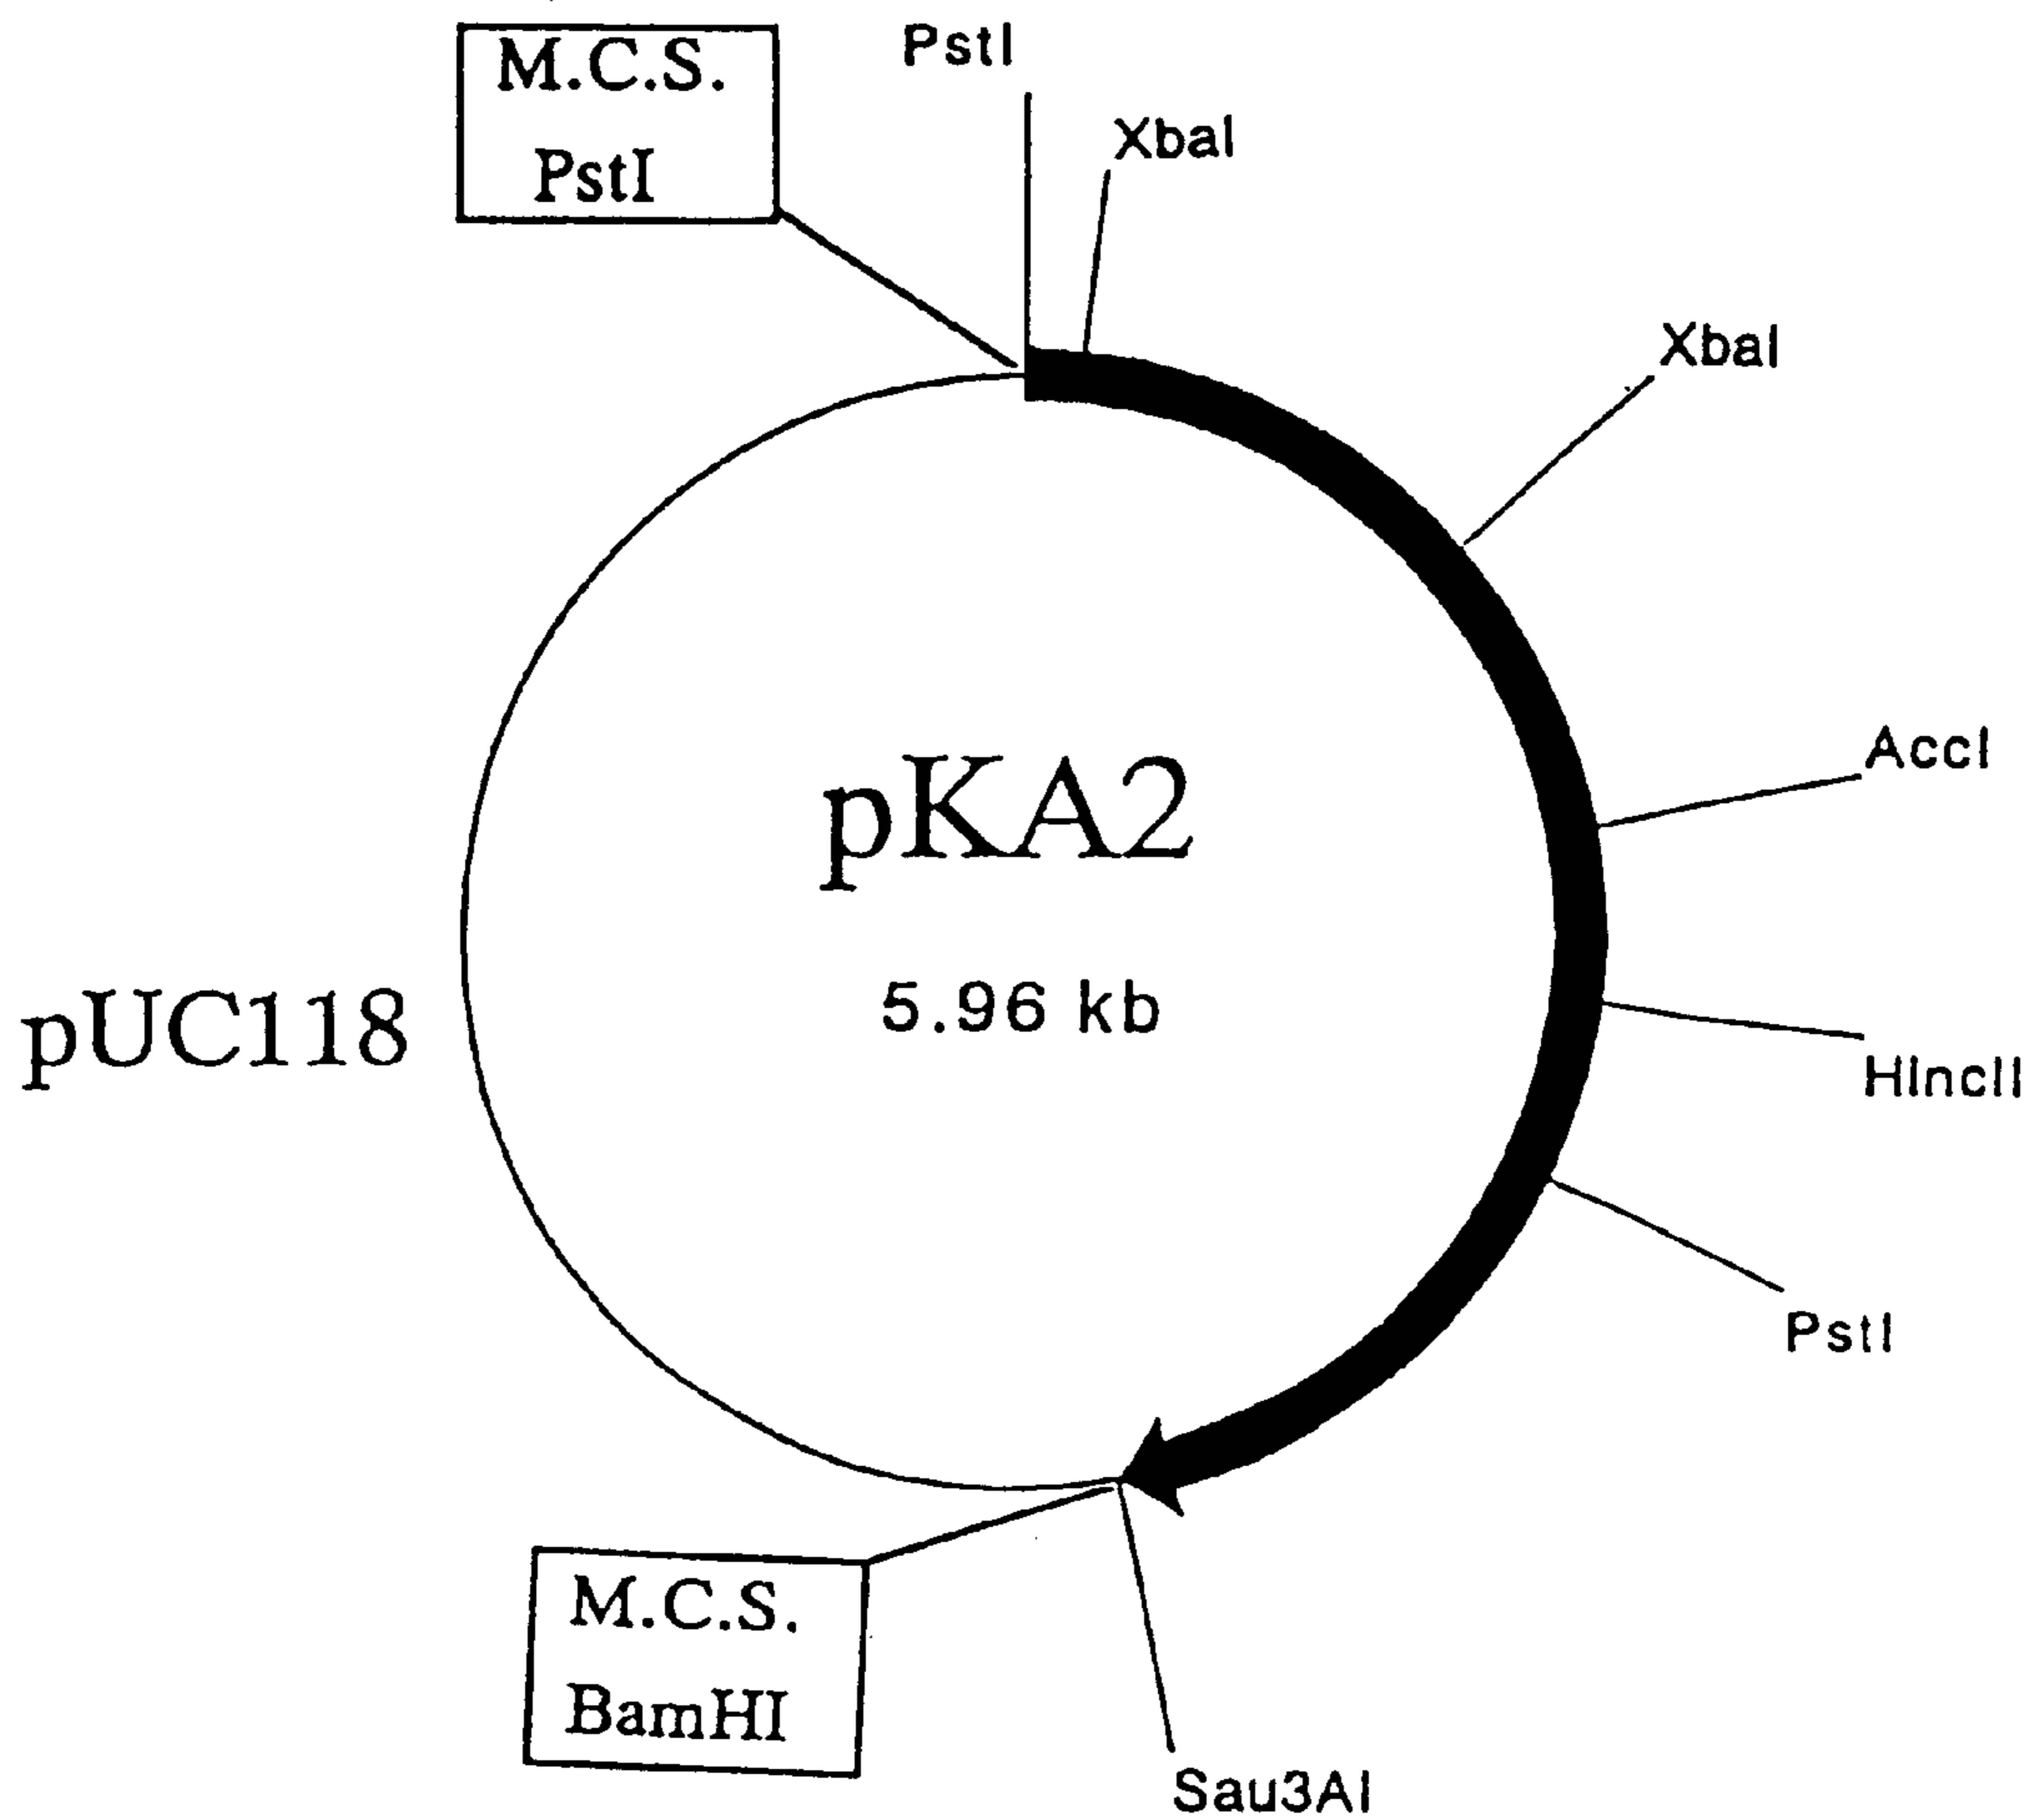 M.C.S.
PstI
PstI
XbaI
XbaI
AccI
pKA2
5.96 kb
pUC118
HincII
PstI
M.C.S.
BamHI
Sau3AI